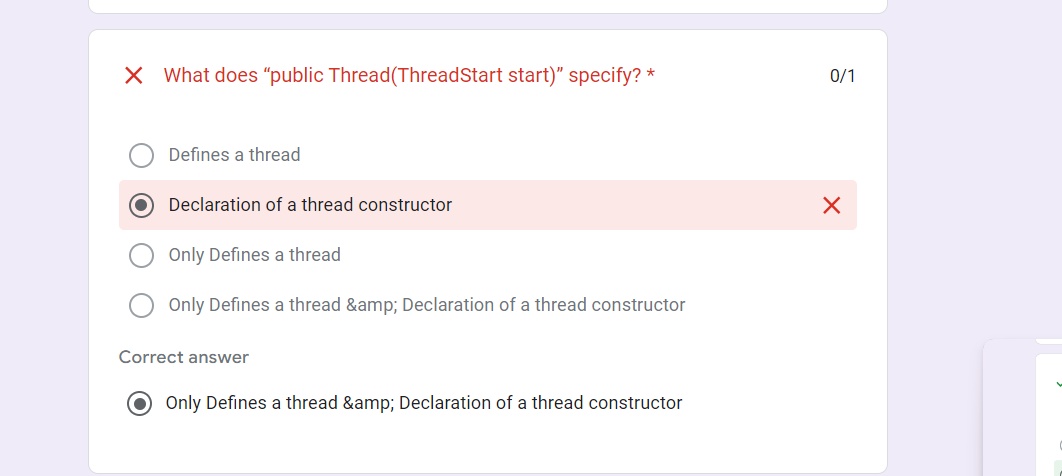 What does “public Thread(ThreadStart start)” specify? *
0/1
Defines a thread
Declaration of a thread constructor
Only Defines a thread
Only Defines a thread &amp; Declaration of a thread constructor
Correct answer
Only Defines a thread &amp; Declaration of a thread constructor